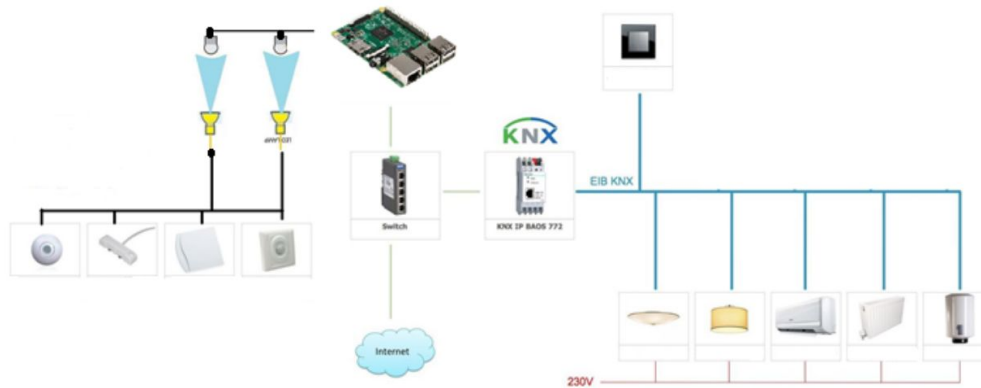 KNX
EIB KNX
Switch
KNX IP BAOS 772
Internet
230V